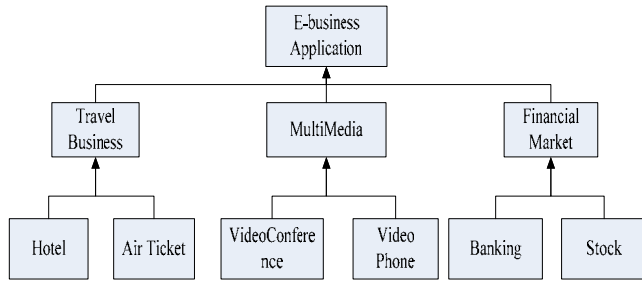 E-business
Application
Travel
Business
MultiMedia
Financial
Market
Hotel
Air Ticket
VideoConfere
nce
Video
Phone
Banking
Stock